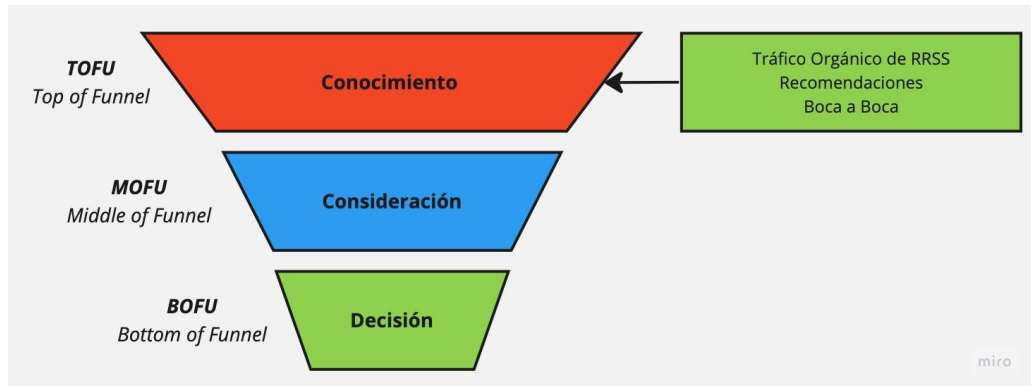 TOFU
Top of Funnel
Conocimiento
Tráfico Orgánico de RRSS
Recomendaciones
Boca a Boca
MOFU
Middle of Funnel
Consideración
BOFU
Bottom of Funnel
Decisión
miro